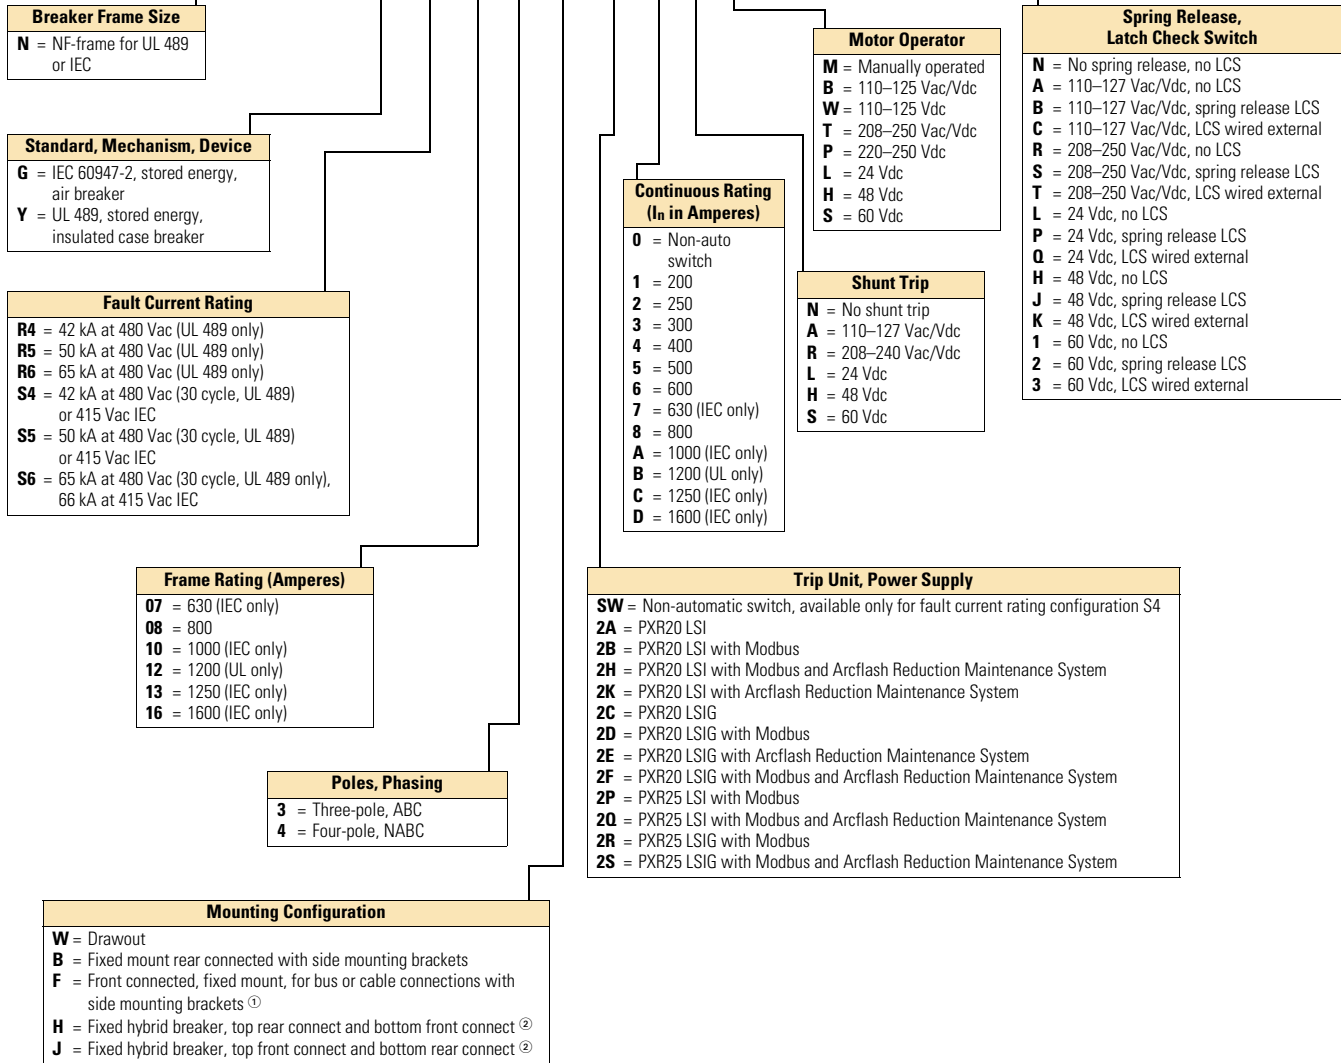 Breaker Frame Size
N = NF-frame for UL 489
or IEC
Standard, Mechanism, Device
G = IEC 60947-2, stored energy,
air breaker
Y = UL 489, stored energy,
insulated case breaker
Fault Current Rating
R4 = 42 kA at 480 Vac (UL 489 only)
R5 = 50 kA at 480 Vac (UL 489 only)
R6 = 65 kA at 480 Vac (UL 489 only)
S4 = 42 kA at 480 Vac (30 cycle, UL 489)
or 415 Vac IEC
S5 = 50 kA at 480 Vac (30 cycle, UL 489)
or 415 Vac IEC
S6 = 65 kA at 480 Vac (30 cycle, UL 489 only),
66 kA at 415 Vac IEC
Frame Rating (Amperes)
07 = 630 (IEC only)
08 = 800
10 = 1000 (IEC only)
12 = 1200 (UL only)
13 = 1250 (IEC only)
16 = 1600 (IEC only)
Poles, Phasing
3 = Three-pole, ABC
4 = Four-pole, NABC
Mounting Configuration
W = Drawout
B = Fixed mount rear connected with side mounting brackets
F = Front connected, fixed mount, for bus or cable connections with
side mounting brackets ①
H = Fixed hybrid breaker, top rear connect and bottom front connect ②
J = Fixed hybrid breaker, top front connect and bottom rear connect ②
Trip Unit, Power Supply
SW = Non-automatic switch, available only for fault current rating configuration S4
2A = PXR20 LSI
2B = PXR20 LSI with Modbus
2H = PXR20 LSI with Modbus and Arcflash Reduction Maintenance System
2K = PXR20 LSI with Arcflash Reduction Maintenance System
2C = PXR20 LSIG
2D = PXR20 LSIG with Modbus
2E = PXR20 LSIG with Arcflash Reduction Maintenance System
2F = PXR20 LSIG with Modbus and Arcflash Reduction Maintenance System
2P = PXR25 LSI with Modbus
2Q = PXR25 LSI with Modbus and Arcflash Reduction Maintenance System
2R = PXR25 LSIG with Modbus
2S = PXR25 LSIG with Modbus and Arcflash Reduction Maintenance System
Continuous Rating
(In in Amperes)
0 = Non-auto
switch
1 = 200
2 = 250
3 = 300
4 = 400
5 = 500
6 = 600
7 = 630 (IEC only)
8 = 800
A = 1000 (IEC only)
B = 1200 (UL only)
C = 1250 (IEC only)
D = 1600 (IEC only)
Shunt Trip
N = No shunt trip
A = 110–127 Vac/Vdc
R = 208–240 Vac/Vdc
L = 24 Vdc
H = 48 Vdc
S = 60 Vdc
Motor Operator
M = Manually operated
B = 110–125 Vac/Vdc
W = 110–125 Vdc
T = 208–250 Vac/Vdc
P = 220–250 Vdc
L = 24 Vdc
H = 48 Vdc
S = 60 Vdc
Spring Release,
Latch Check Switch
N = No spring release, no LCS
A = 110–127 Vac/Vdc, no LCS
B = 110–127 Vac/Vdc, spring release LCS
C = 110–127 Vac/Vdc, LCS wired external
R = 208–250 Vac/Vdc, no LCS
S = 208–250 Vac/Vdc, spring release LCS
T = 208–250 Vac/Vdc, LCS wired external
L = 24 Vdc, no LCS
P = 24 Vdc, spring release LCS
Q = 24 Vdc, LCS wired external
H = 48 Vdc, no LCS
J = 48 Vdc, spring release LCS
K = 48 Vdc, LCS wired external
1 = 60 Vdc, no LCS
2 = 60 Vdc, spring release LCS
3 = 60 Vdc, LCS wired external